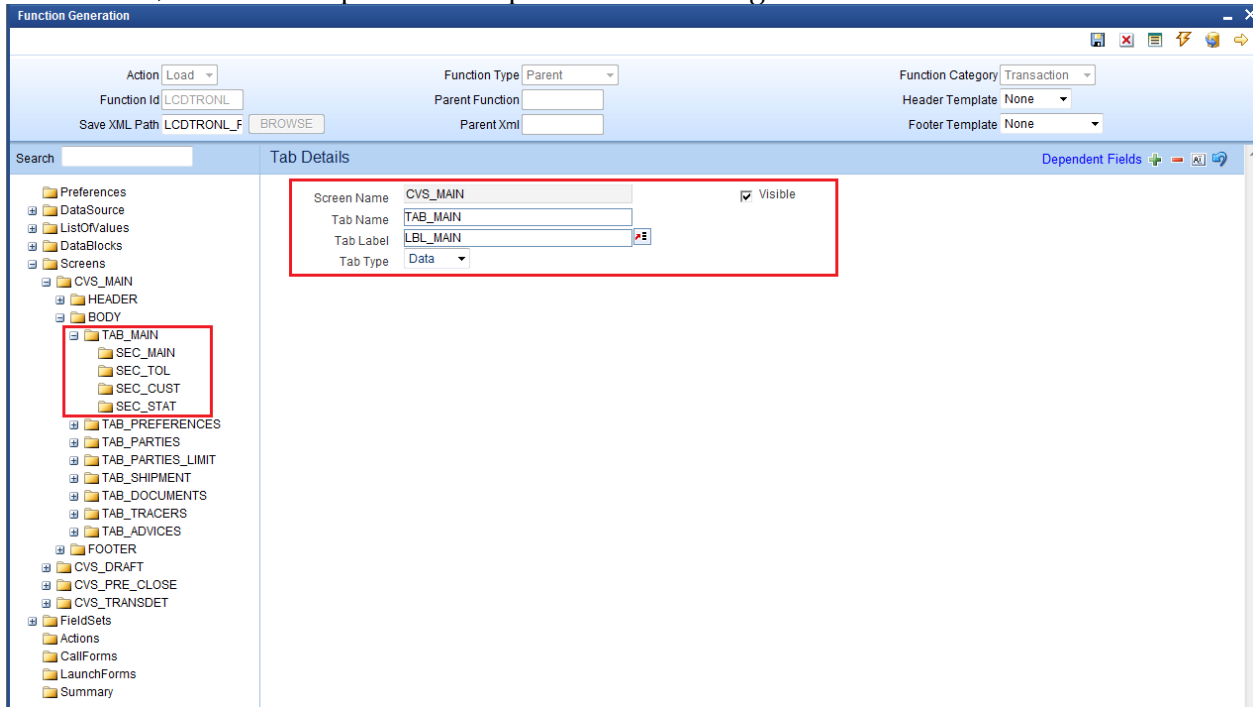 Function Generation
Action Load Function Type Parent Function Category Transaction
Function Id LCDTRONL Parent Function Header Template None
Save XML Path LCDTRONL_F BROWSE Parent Xml Footer Template None
Search Tab Details Dependent Fields
Preferences
DataSource
ListOfValues
DataBlocks
Screens
CVS_MAIN
HEADER
BODY
TAB_MAIN
SEC_MAIN
SEC_TOL
SEC_CUST
SEC_STAT
TAB_PREFERENCES
TAB_PARTIES
TAB_PARTIES_LIMIT
TAB_SHIPMENT
TAB_DOCUMENTS
TAB_TRACERS
TAB_ADVICES
FOOTER
CVS_DRAFT
CVS_PRE_CLOSE
CVS_TRANSDET
FieldSets
Actions
CallForms
LaunchForms
Summary
Screen Name CVS_MAIN Visible
Tab Name TAB_MAIN
Tab Label LBL_MAIN
Tab Type Data